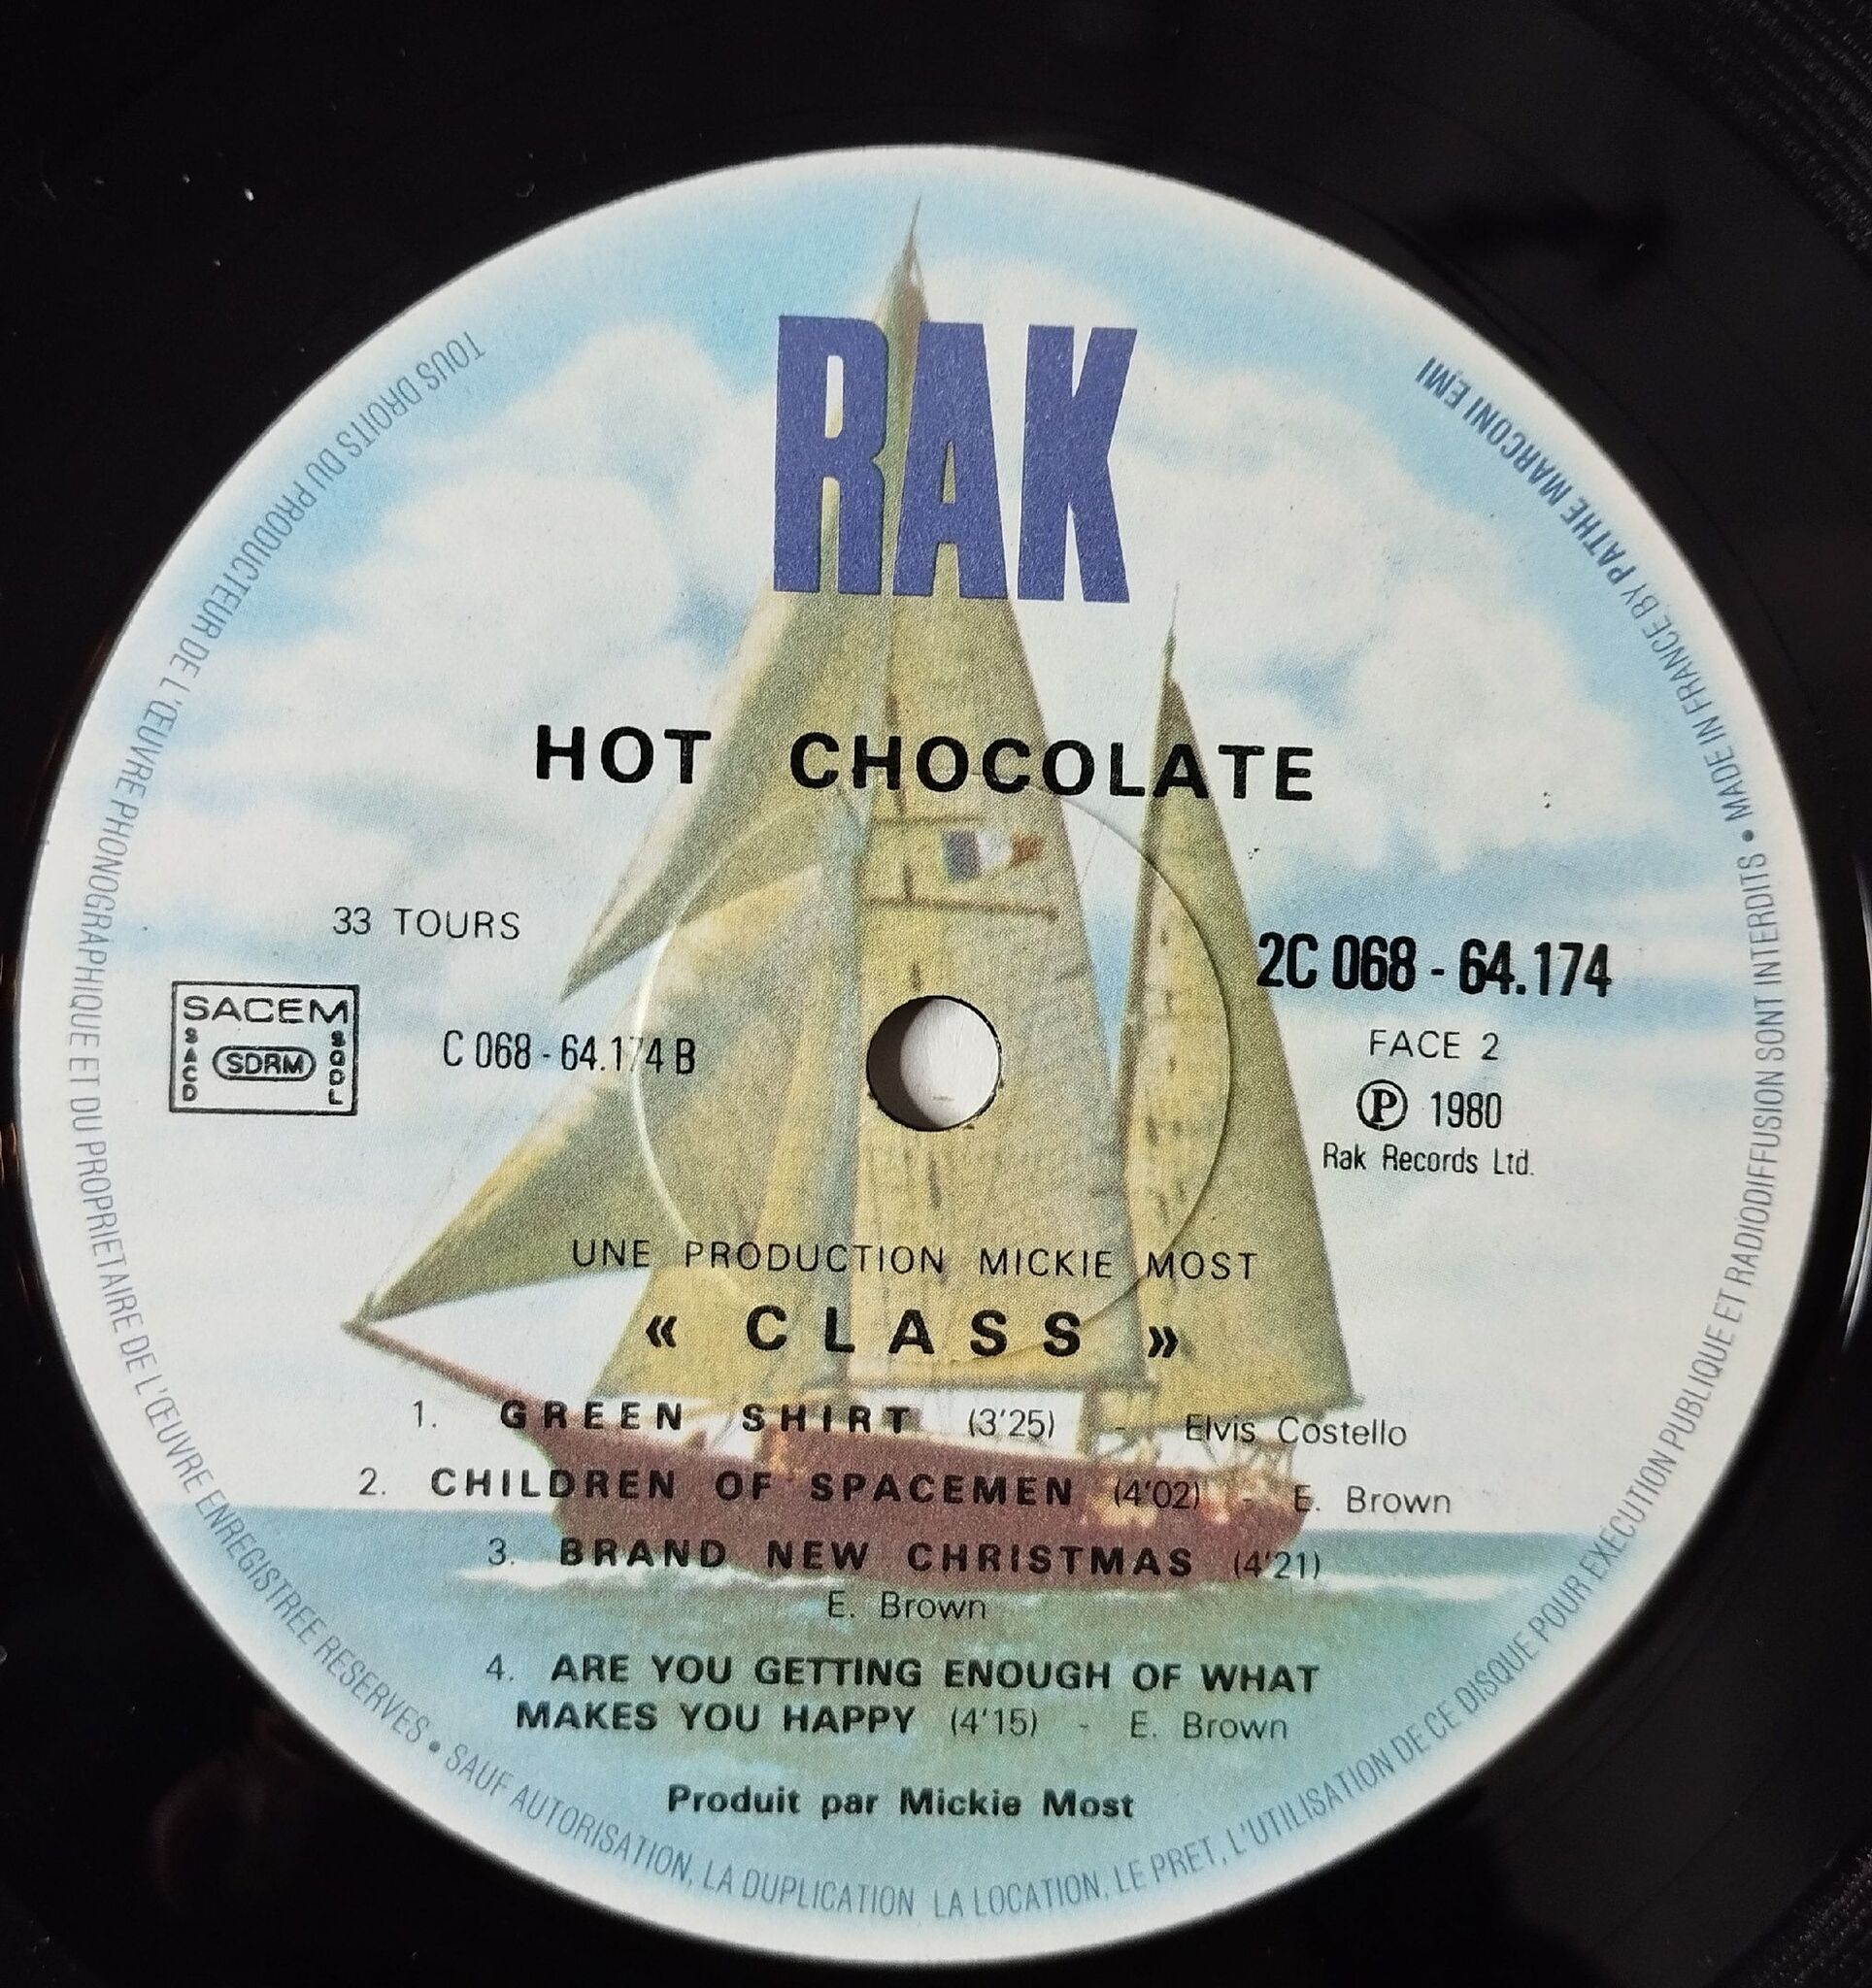 RAK
HOT CHOCOLATE
33 TOURS
SACEM
SACD
SDRM
SGDL
C 068 - 64.174 B
2C 068 - 64.174
FACE 2
Ⓟ 1980
Rak Records Ltd.
UNE PRODUCTION MICKIE MOST
« CLASS »
1. GREEN SHIRT (3'25) - Elvis Costello
2. CHILDREN OF SPACEMEN (4'02) - E. Brown
3. BRAND NEW CHRISTMAS (4'21)
E. Brown
4. ARE YOU GETTING ENOUGH OF WHAT
MAKES YOU HAPPY (4'15) - E. Brown
Produit par Mickie Most
TOUS DROITS DU PRODUCTEUR DE L'ŒUVRE PHONOGRAPHIQUE ET DU PROPRIETAIRE DE L'ŒUVRE ENREGISTREE RESERVES • SAUF AUTORISATION, LA DUPLICATION LA LOCATION, LE PRET, L'UTILISATION DE CE DISQUE POUR EXECUTION PUBLIQUE ET RADIODIFFUSION SONT INTERDITS • MADE IN FRANCE BY PATHE MARCONI EMI